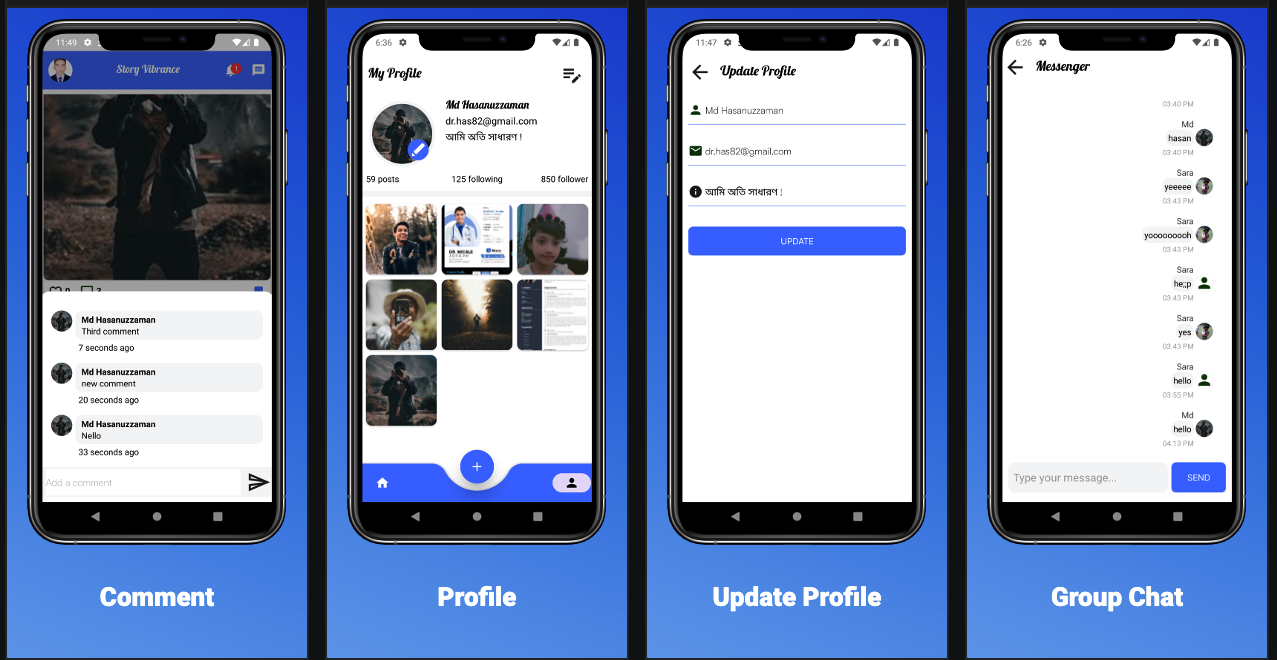 11:49
Story Vibrance
1
0 3
Md Hasanuzzaman
Third comment
7 seconds ago
Md Hasanuzzaman
new comment
20 seconds ago
Md Hasanuzzaman
Nello
33 seconds ago
Add a comment
Comment
6:36
My Profile
Md Hasanuzzaman
dr.has82@gmail.com
আমি অতি সাধারণ !
59 posts 125 following 850 follower
Profile
11:47
Update Profile
Md Hasanuzzaman
dr.has82@gmail.com
আমি অতি সাধারণ !
UPDATE
Update Profile
6:26
Messenger
03:40 PM
Md
hasan
03:40 PM
Sara
yeeeee
03:43 PM
Sara
yooooooooh
03:43 PM
Sara
he;;p
03:43 PM
Sara
yes
03:43 PM
Sara
hello
03:55 PM
Md
hello
04:13 PM
Type your message...
SEND
Group Chat